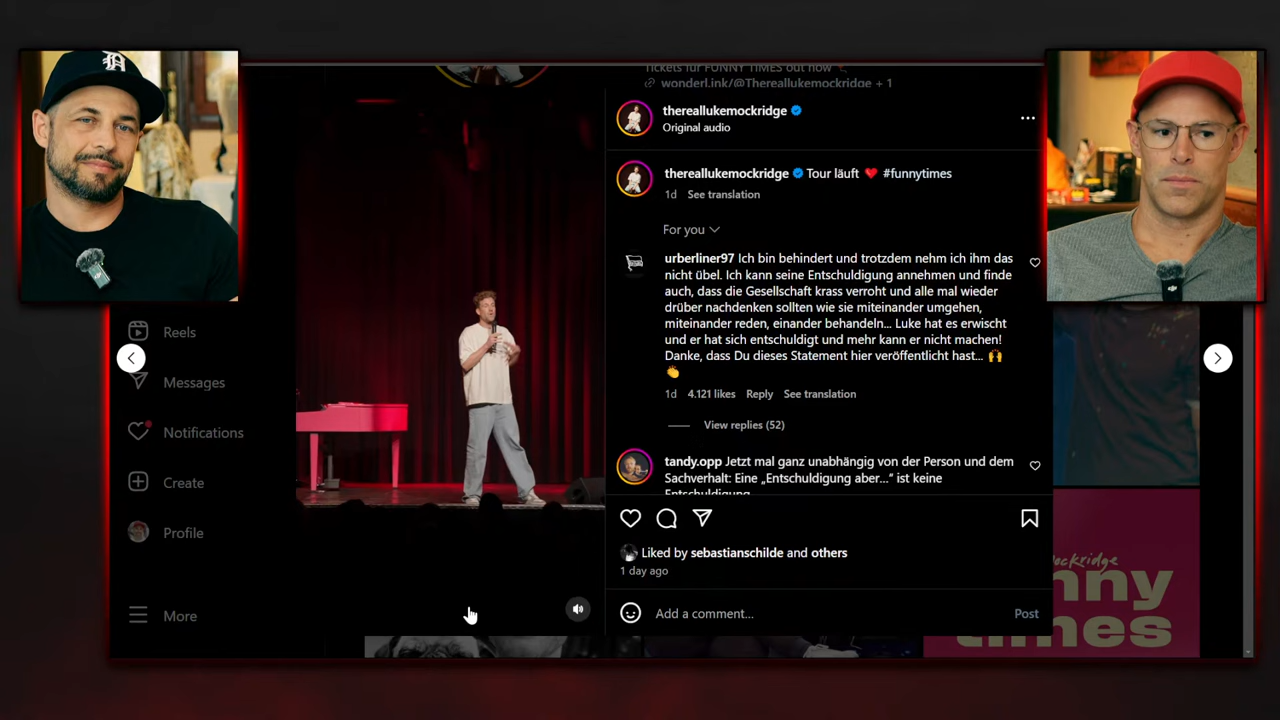 Tickets für FUNNY TIMES out now
wonderl.ink/@Thereallukemockridge + 1
thereallukemockridge
Original audio
thereallukemockridge Tour läuft ❤️ #funnytimes
1d See translation
For you
urberliner97 Ich bin behindert und trotzdem nehm ich ihm das
nicht übel. Ich kann seine Entschuldigung annehmen und finde
auch, dass die Gesellschaft krass verroht und alle mal wieder
drüber nachdenken sollten wie sie miteinander umgehen,
miteinander reden, einander behandeln... Luke hat es erwischt
und er hat sich entschuldigt und mehr kann er nicht machen!
Danke, dass Du dieses Statement hier veröffentlicht hast... 🙌
👏
1d 4.121 likes Reply See translation
View replies (52)
tandy.opp Jetzt mal ganz unabhängig von der Person und dem
Sachverhalt: Eine „Entschuldigung aber...“ ist keine
Entschuldigung
Liked by sebastianschilde and others
1 day ago
Add a comment...
Post
Reels
Messages
Notifications
Create
Profile
More
times